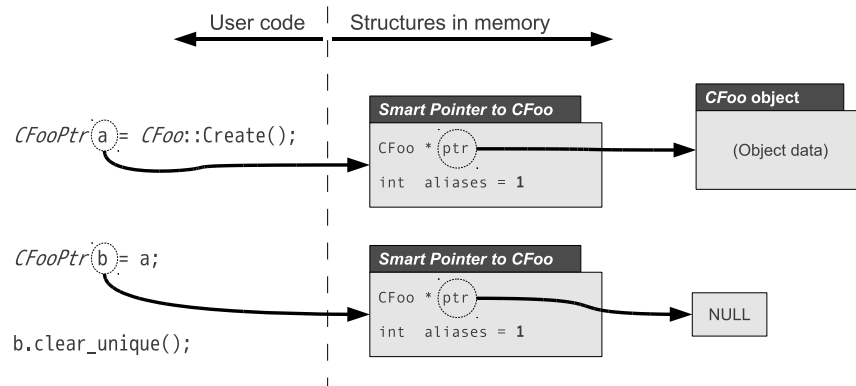 User code
Structures in memory
CFooPtr a = CFoo::Create();
Smart Pointer to CFoo
CFoo * ptr
int aliases = 1
CFoo object
(Object data)
CFooPtr b = a;
b.clear_unique();
Smart Pointer to CFoo
CFoo * ptr
int aliases = 1
NULL